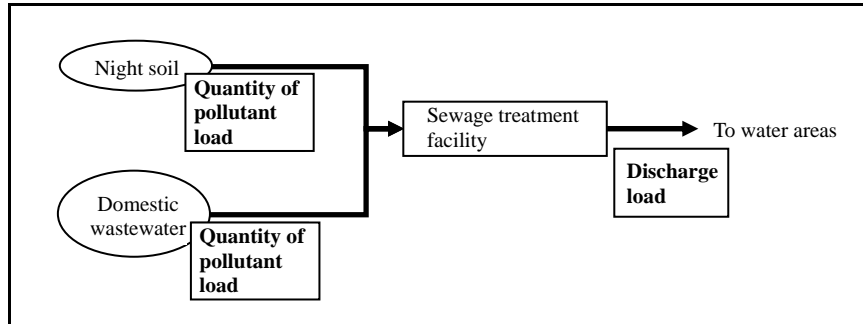 Night soil
Quantity of
pollutant
load
Sewage treatment
facility
To water areas
Discharge
load
Domestic
wastewater
Quantity of
pollutant
load